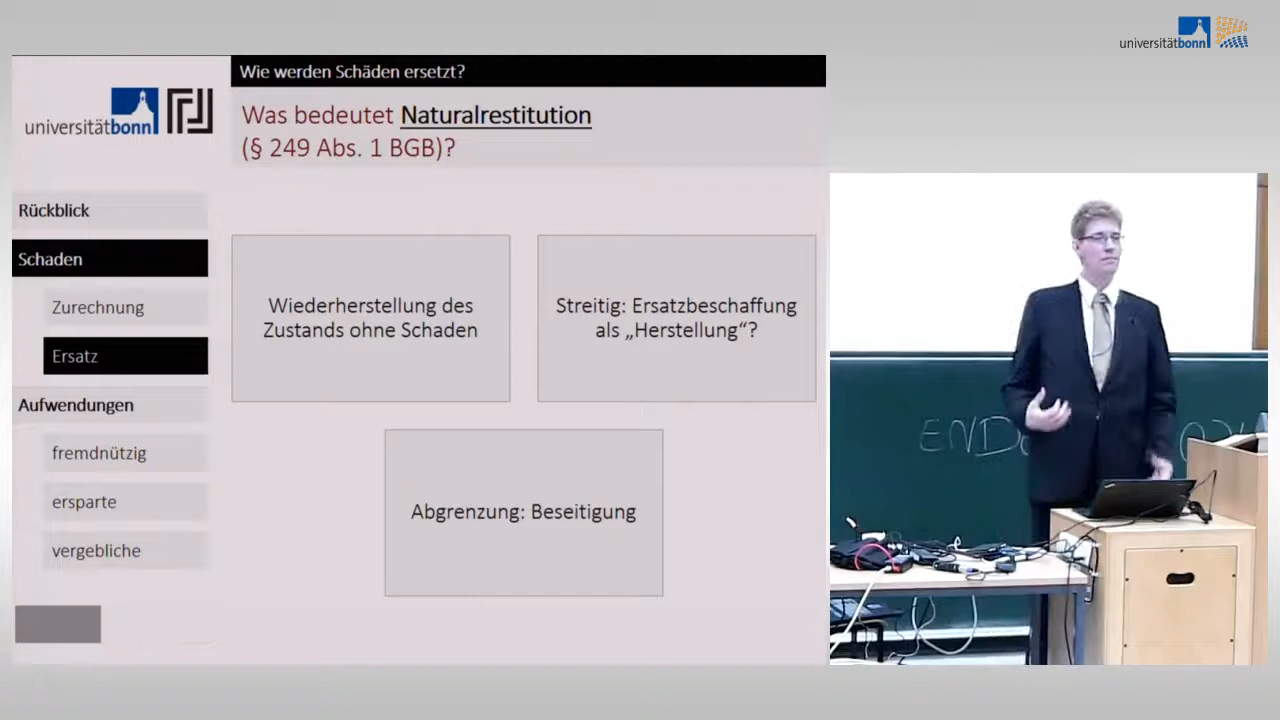 universitätbonn
Wie werden Schäden ersetzt?
Was bedeutet Naturalrestitution
(§ 249 Abs. 1 BGB)?
universitätbonn
Rückblick
Schaden
Zurechnung
Ersatz
Aufwendungen
fremdnützig
ersparte
vergebliche
Wiederherstellung des
Zustands ohne Schaden
Streitig: Ersatzbeschaffung
als „Herstellung“?
Abgrenzung: Beseitigung